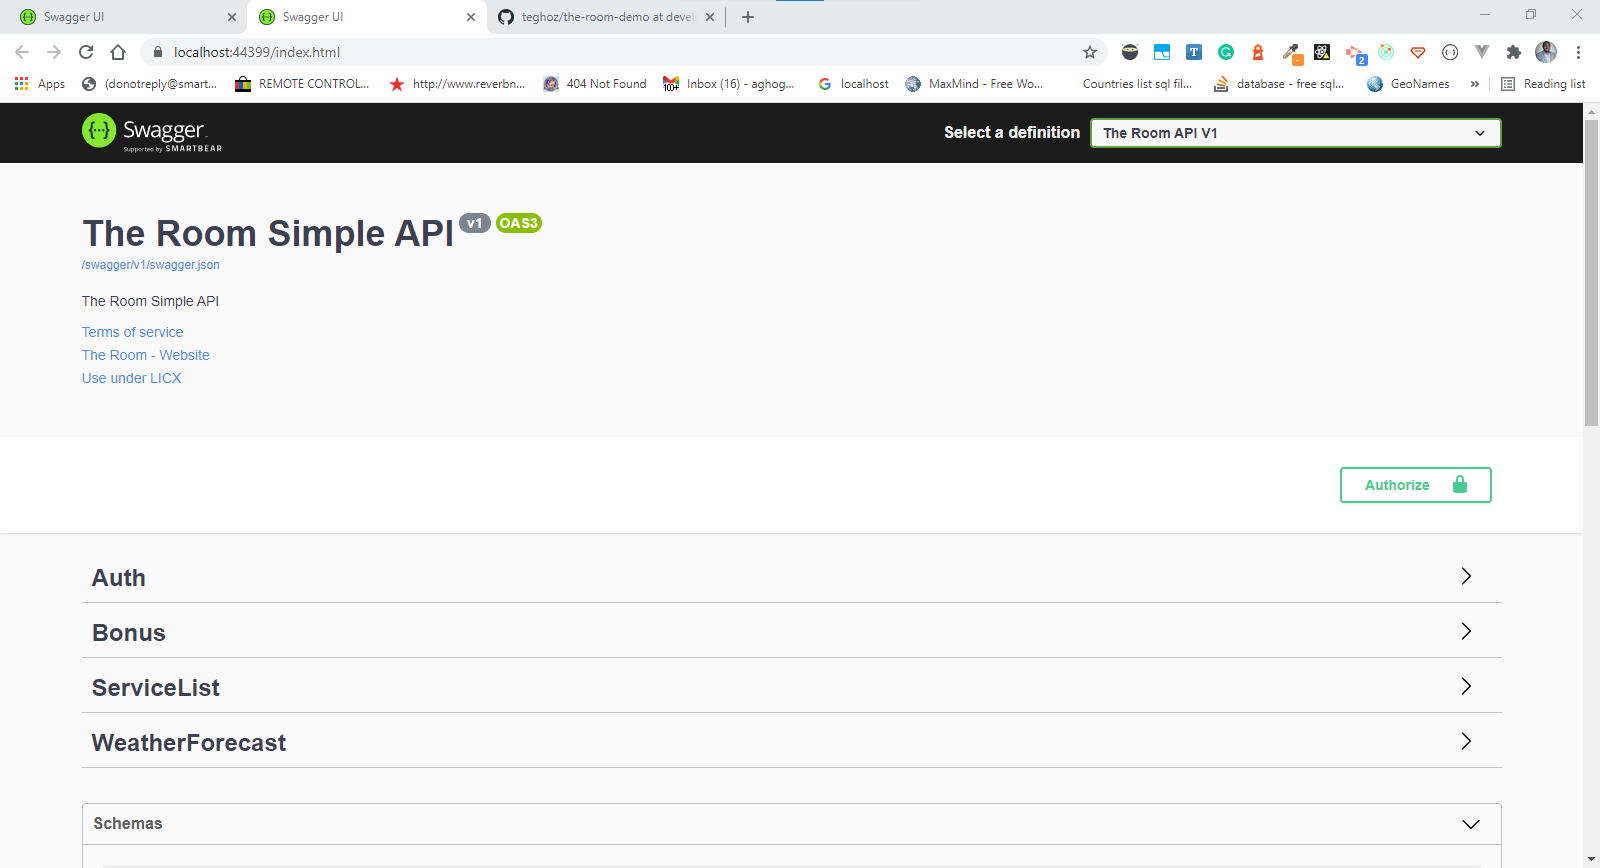 Swagger UI
Swagger UI
teghoz/the-room-demo at devel
localhost:44399/index.html
Apps
(donotreply@smart...
REMOTE CONTROL...
http://www.reverbn...
404 Not Found
Inbox (16) - aghog...
localhost
MaxMind - Free Wo...
Countries list sql fil...
database - free sql...
GeoNames
»
Reading list
{··} Swagger.
Supported by SMARTBEAR
Select a definition
The Room API V1
The Room Simple API v1 OAS3
/swagger/v1/swagger.json
The Room Simple API
Terms of service
The Room - Website
Use under LICX
Authorize
Auth
Bonus
ServiceList
WeatherForecast
Schemas